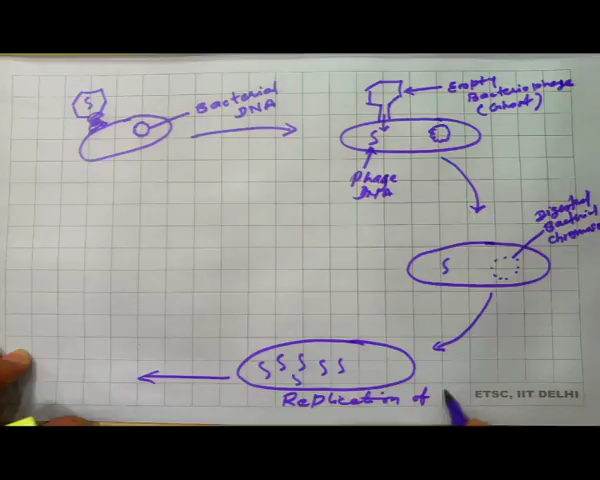 S
Bacterial
DNA
Empty
Bacteriophage
(Ghost)
S
Phage
DNA
Digested
Bacterial
S
S S S S S
S
Replication of
ETSC, IIT DELHI